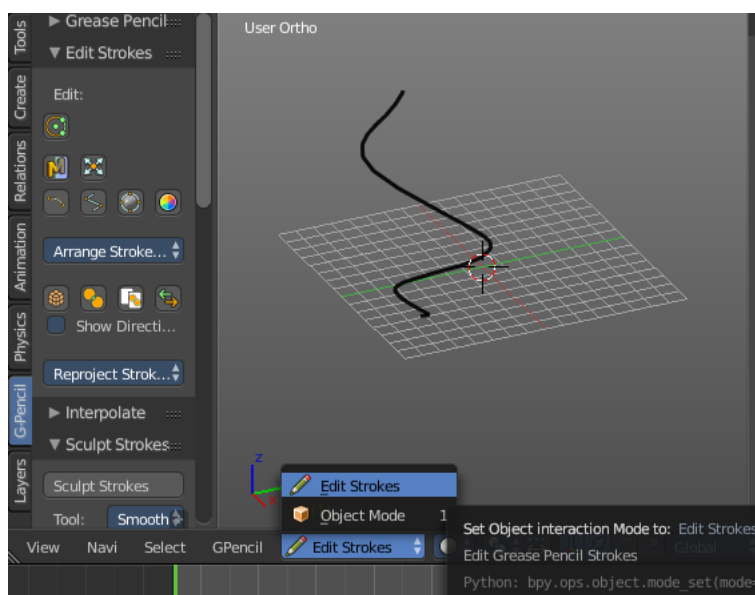 Tools
Create
Relations
Animation
Physics
G-Pencil
Layers
Grease Pencil
Edit Strokes
Edit:
Arrange Stroke...
Show Directi...
Reproject Strok...
Interpolate
Sculpt Strokes
Sculpt Strokes
Tool: Smooth
User Ortho
z
x
Edit Strokes
Object Mode 1
Set Object interaction Mode to: Edit Strokes
Edit Grease Pencil Strokes
Python: bpy.ops.object.mode_set(mode=
View Navi Select GPencil Edit Strokes Global